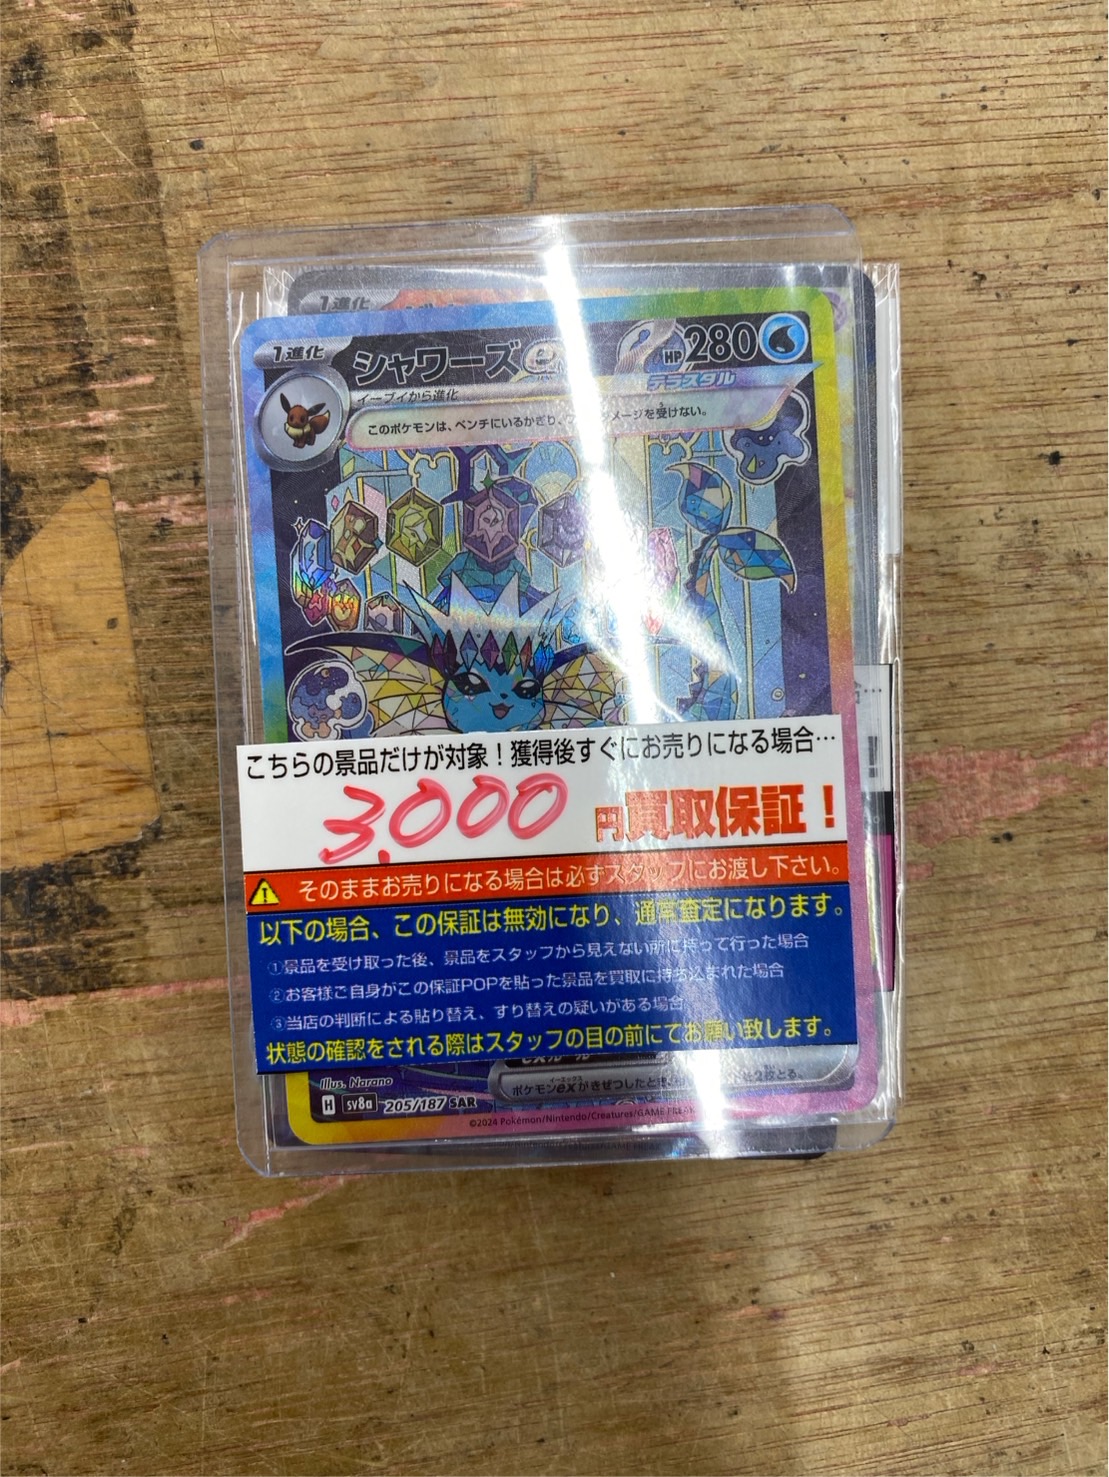 1進化
1進化
シャワーズex
HP280
イーブイから進化
テラスタル
このポケモンは、ベンチにいるかぎり、 メージを受けない。
こちらの景品だけが対象！獲得後すぐにお売りになる場合…
3,000円買取保証！
そのままお売りになる場合は必ずスタッフにお渡し下さい。
以下の場合、この保証は無効になり、通常査定になります。
①景品を受け取った後、景品をスタッフから見えない所に持って行った場合
②お客様ご自身がこの保証POPを貼った景品を買取に持ち込まれた場合
③当店の判断による貼り替え、すり替えの疑いがある場合
状態の確認をされる際はスタッフの目の前にてお願い致します。
ポケモンexがきぜつしたとき、 2枚とる。
Illus. Narano
H sv8a 205/187 SAR
©2024 Pokémon/Nintendo/Creatures/GAME FREAK